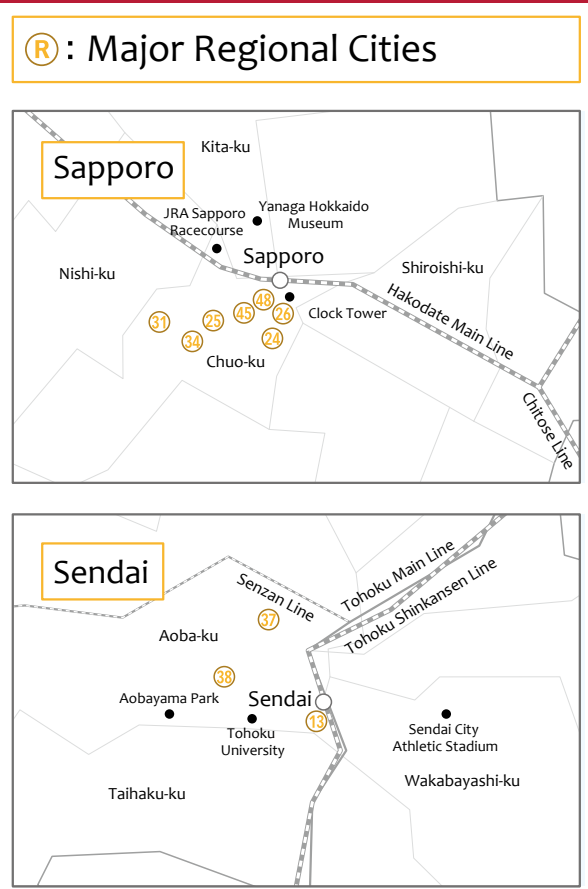 R : Major Regional Cities
Sapporo
Kita-ku
JRA Sapporo
Racecourse
Yanaga Hokkaido
Museum
Sapporo
Nishi-ku
Shiroishi-ku
Hakodate Main Line
48
31
25
45
26
Clock Tower
34
24
Chuo-ku
Chitose Line
Sendai
Tohoku Main Line
Senzan Line
Tohoku Shinkansen Line
37
Aoba-ku
38
Aobayama Park
Sendai
13
Tohoku
University
Sendai City
Athletic Stadium
Wakabayashi-ku
Taihaku-ku